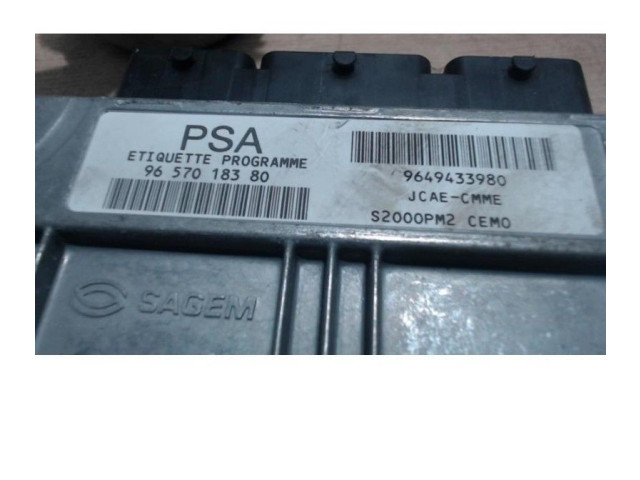 PSA
ETIQUETTE PROGRAMME
96 570 183 80
9649433980
JCAE-CMME
S2000PM2 CEMO
SAGEM